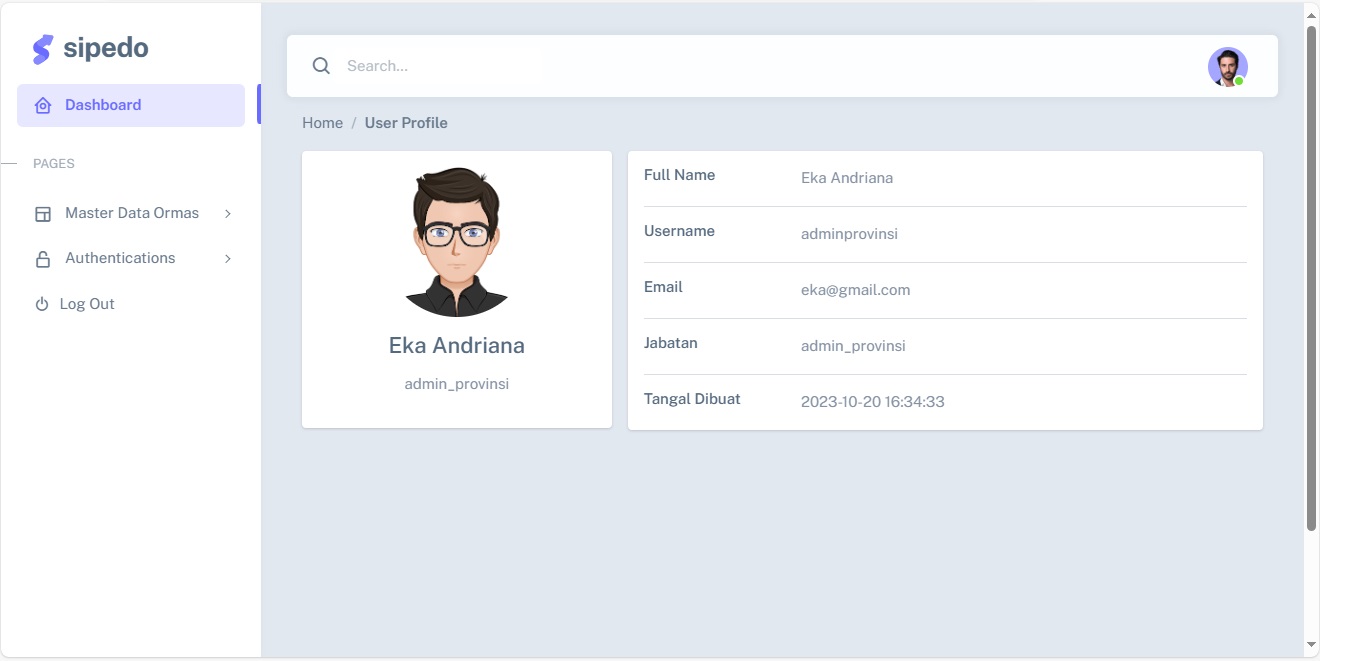 sipedo
Search...
Dashboard
Home / User Profile
PAGES
Master Data Ormas
Authentications
Log Out
Eka Andriana
admin_provinsi
Full Name Eka Andriana
Username adminprovinsi
Email eka@gmail.com
Jabatan admin_provinsi
Tangal Dibuat 2023-10-20 16:34:33